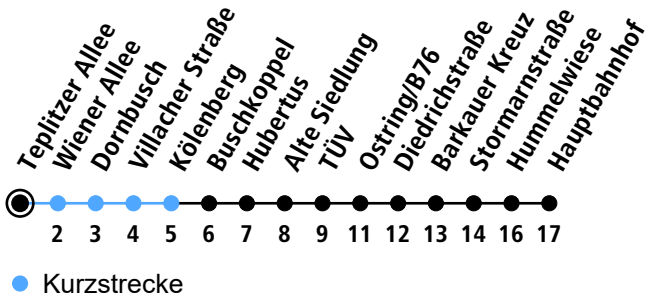 Teplitzer Allee
Wiener Allee
Dornbusch
Villacher Straße
Kölenberg
Buschkoppel
Hubertus
Alte Siedlung
TÜV
Ostring/B76
Diedrichstraße
Barkauer Kreuz
Stormarnstraße
Hummelwiese
Hauptbahnhof
2 3 4 5 6 7 8 9 11 12 13 14 16 17
Kurzstrecke